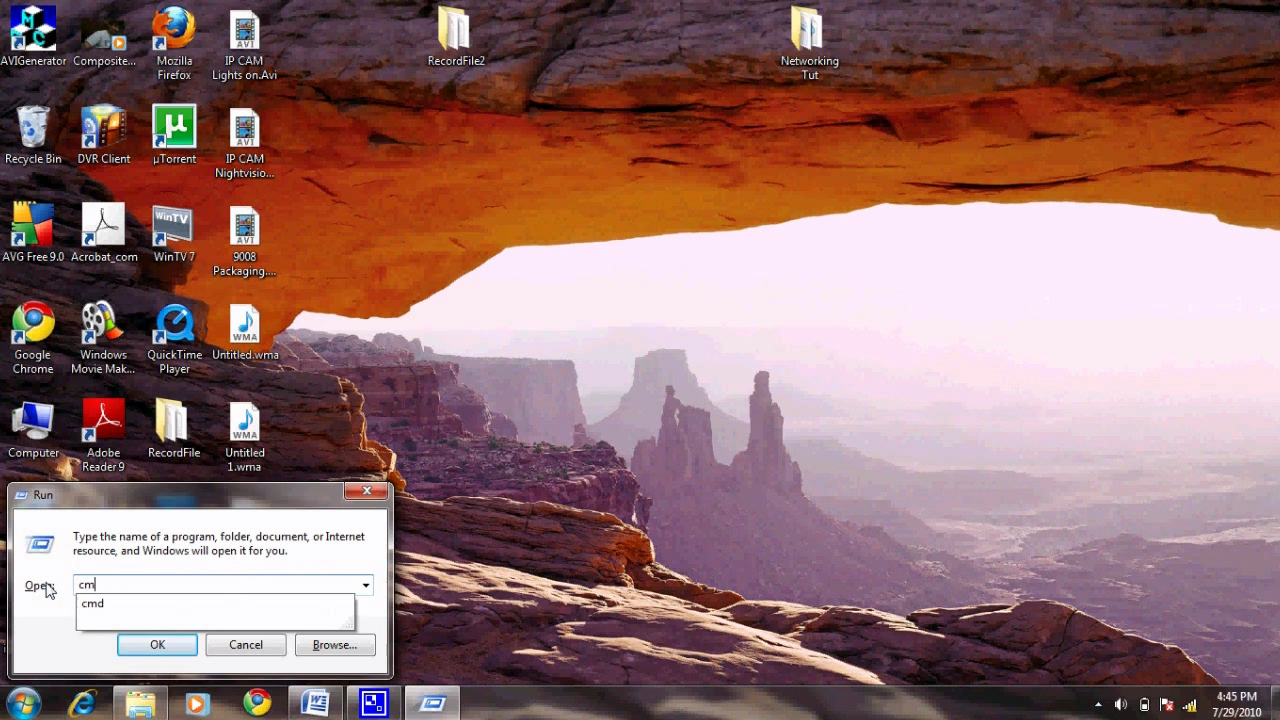 AVIGenerator
Composite...
Mozilla
Firefox
IP CAM
Lights on.Avi
RecordFile2
Networking
Tut
Recycle Bin
DVR Client
µTorrent
IP CAM
Nightvisio...
AVG Free 9.0
Acrobat_com
WinTV 7
9008
Packaging....
Google
Chrome
Windows
Movie Mak...
QuickTime
Player
Untitled.wma
Computer
Adobe
Reader 9
RecordFile
Untitled
1.wma
Run
Type the name of a program, folder, document, or Internet
resource, and Windows will open it for you.
Open:
cm
cmd
OK
Cancel
Browse...
4:45 PM
7/29/2010